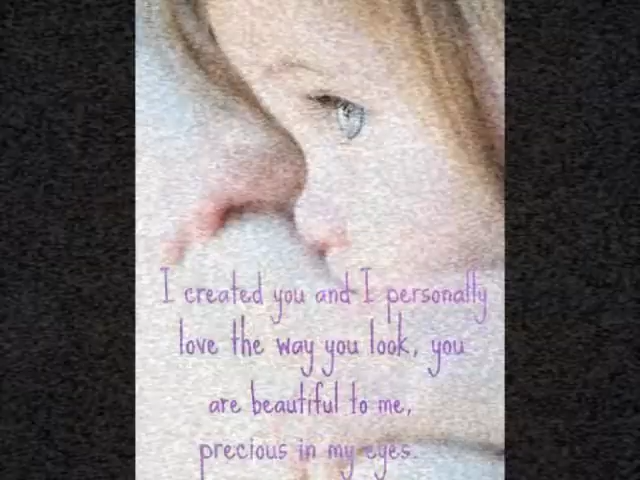 I created you and I personally
love the way you look, you
are beautiful to me,
precious in my eyes.